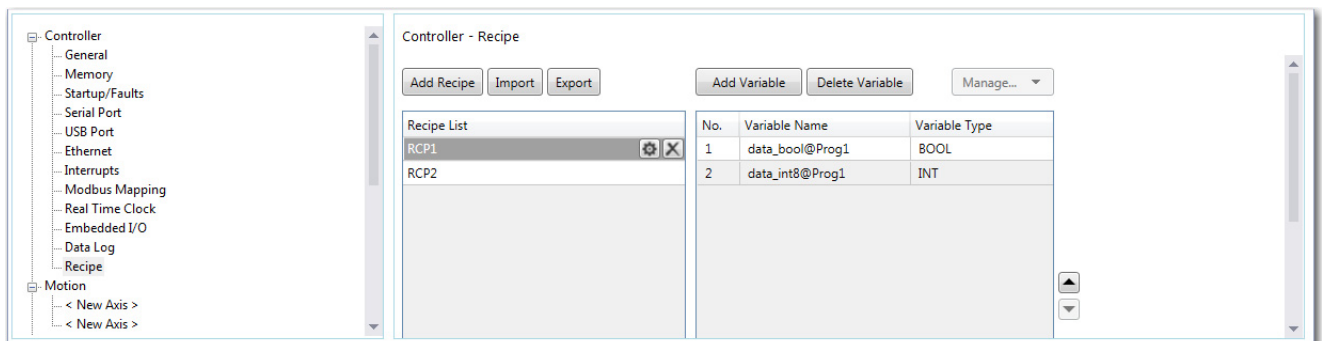 Controller
General
Memory
Startup/Faults
Serial Port
USB Port
Ethernet
Interrupts
Modbus Mapping
Real Time Clock
Embedded I/O
Data Log
Recipe
Motion
< New Axis >
< New Axis >
Controller - Recipe
Add Recipe Import Export
Recipe List
RCP1
RCP2
Add Variable Delete Variable Manage...
No. Variable Name Variable Type
1 data_bool@Prog1 BOOL
2 data_int8@Prog1 INT